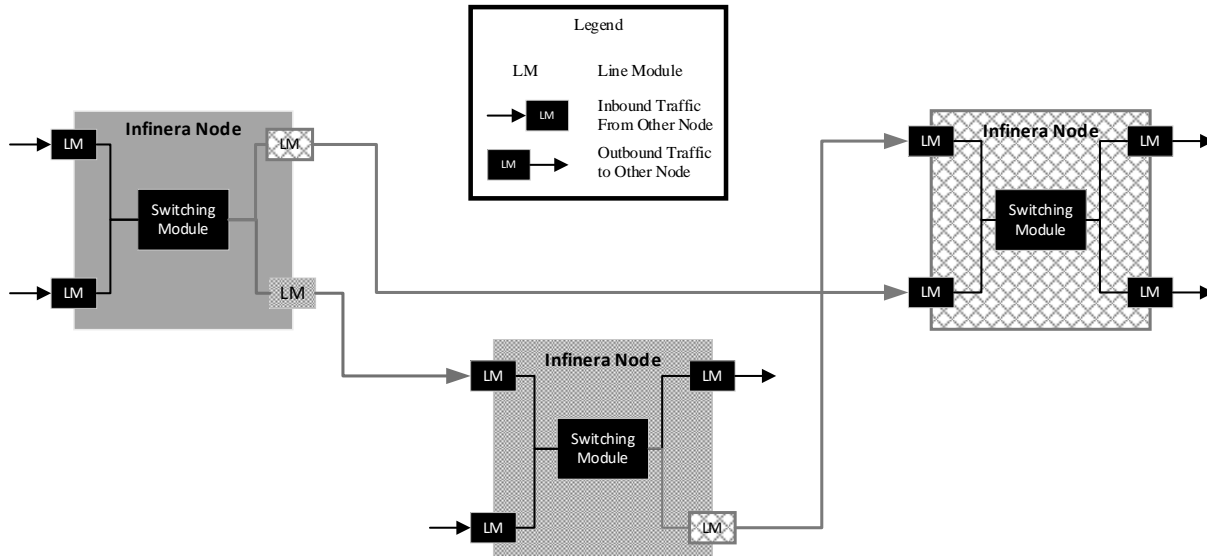 Legend
LM Line Module
LM Inbound Traffic
From Other Node
LM Outbound Traffic
to Other Node
Infinera Node
LM
LM
Switching
Module
LM
LM
Infinera Node
LM
LM
Switching
Module
LM
LM
Infinera Node
LM
LM
Switching
Module
LM
LM